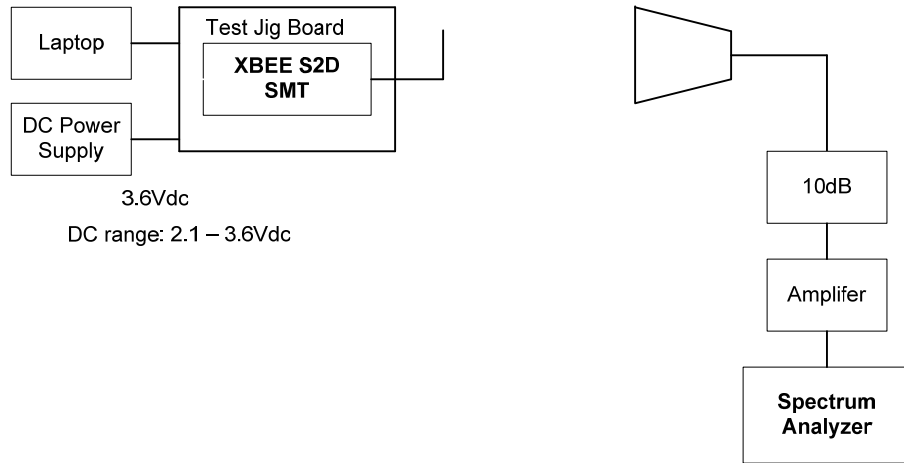 Laptop
Test Jig Board
XBEE S2D
SMT
DC Power
Supply
3.6Vdc
DC range: 2.1 – 3.6Vdc
10dB
Amplifer
Spectrum
Analyzer